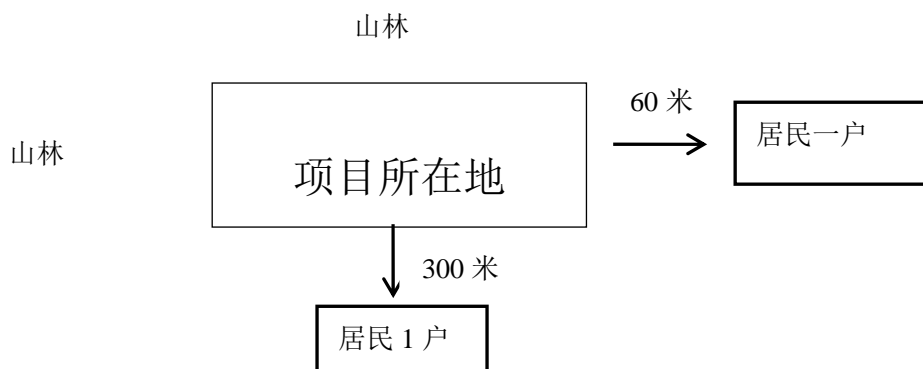 山林
60 米
居民一户
山林
项目所在地
300 米
居民 1 户